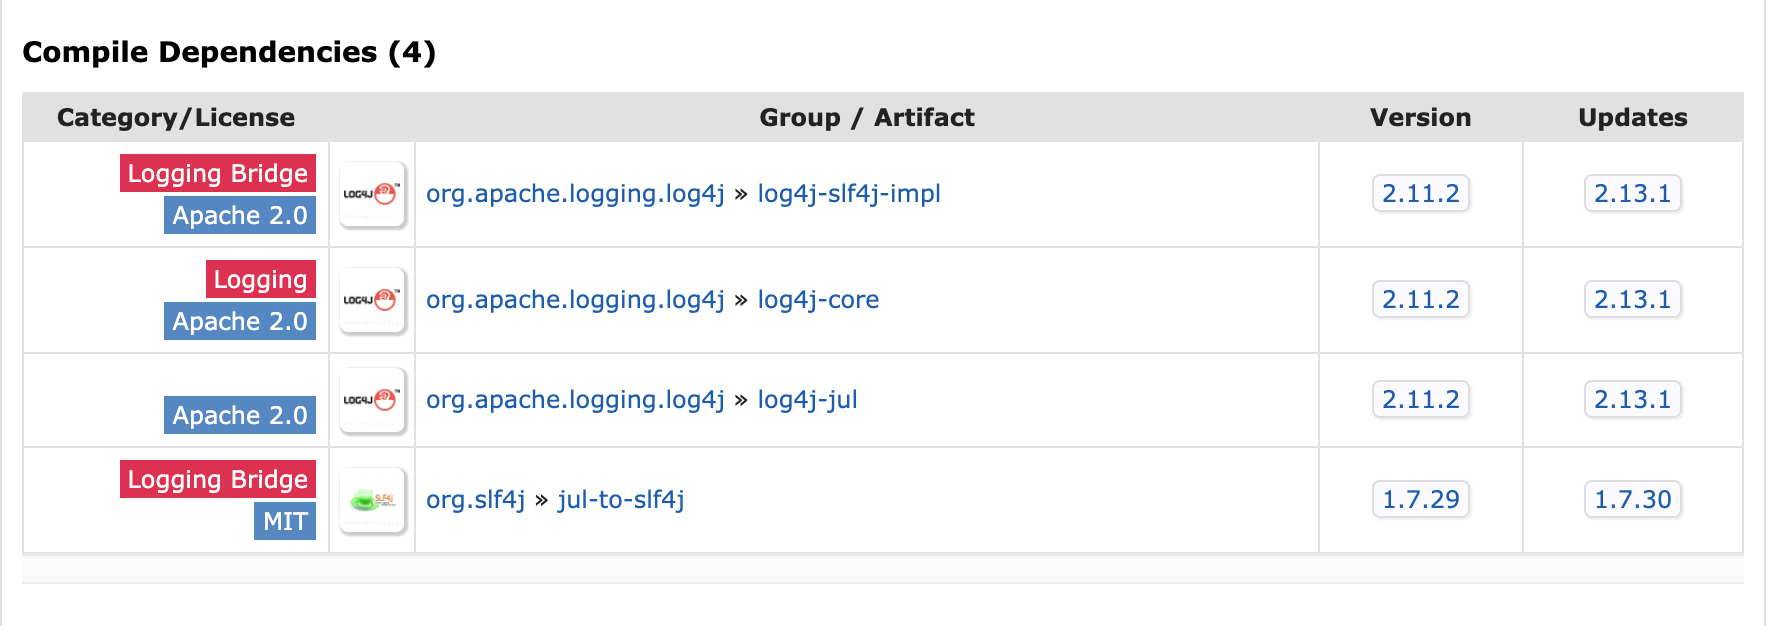 Compile Dependencies (4)
Category/License Group / Artifact Version Updates
Logging Bridge
Apache 2.0
LOG4J™ org.apache.logging.log4j » log4j-slf4j-impl 2.11.2 2.13.1
Logging
Apache 2.0
LOG4J™ org.apache.logging.log4j » log4j-core 2.11.2 2.13.1
Apache 2.0
LOG4J™ org.apache.logging.log4j » log4j-jul 2.11.2 2.13.1
Logging Bridge
MIT
SLF4J org.slf4j » jul-to-slf4j 1.7.29 1.7.30